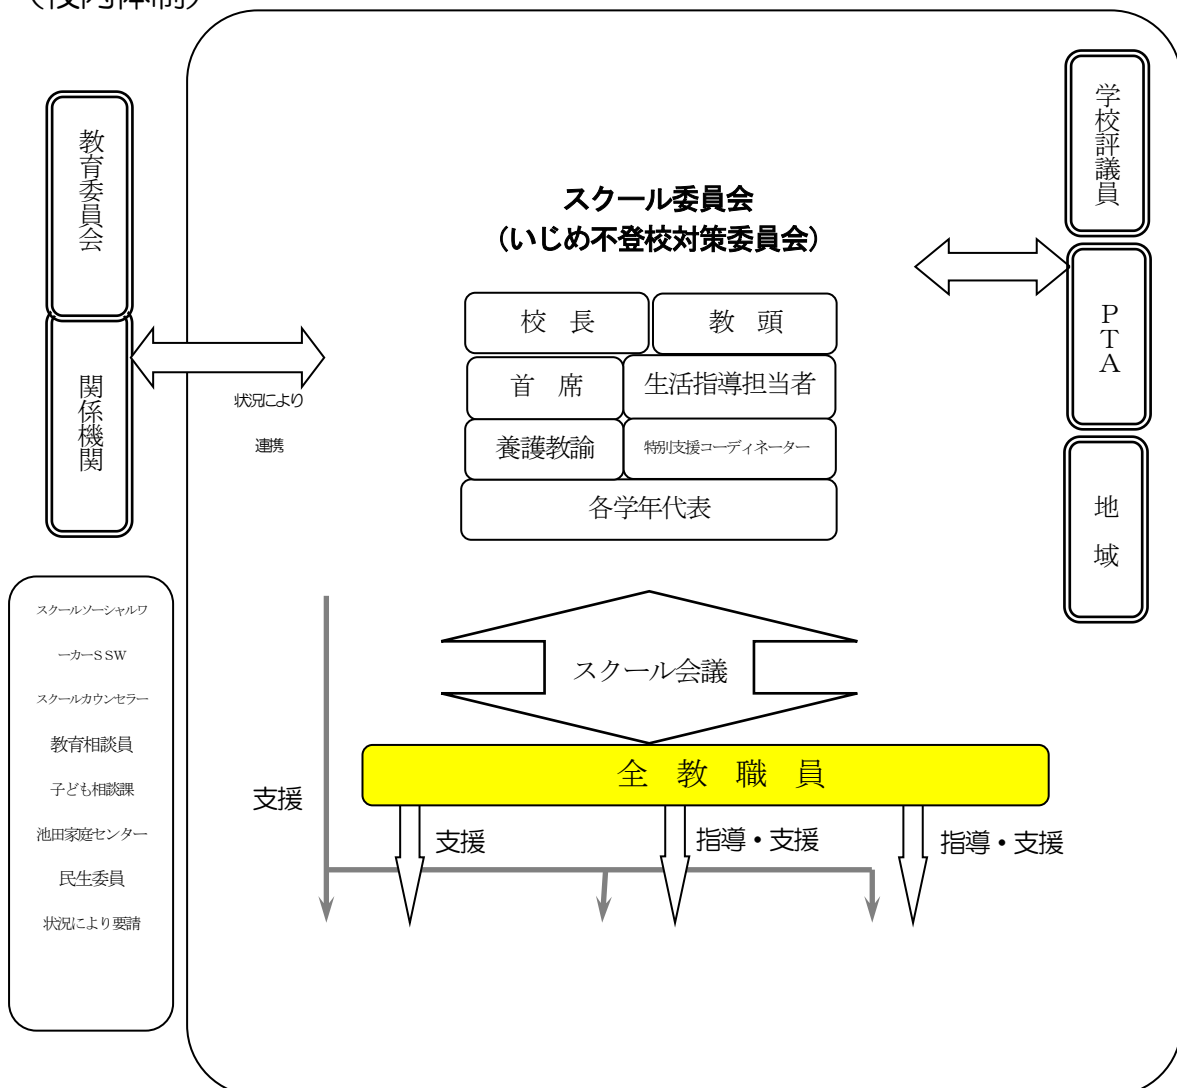 （校内体制）
教育委員会
関係機関
状況により
連携
スクールソーシャルワ
ーカーＳＳＷ
スクールカウンセラー
教育相談員
子ども相談課
池田家庭センター
民生委員
状況により要請
スクール委員会
（いじめ不登校対策委員会）
校　長
教　頭
首　席
生活指導担当者
養護教諭
特別支援コーディネーター
各学年代表
スクール会議
全　教　職　員
支援
支援
指導・支援
指導・支援
学校評議員
ＰＴＡ
地　域